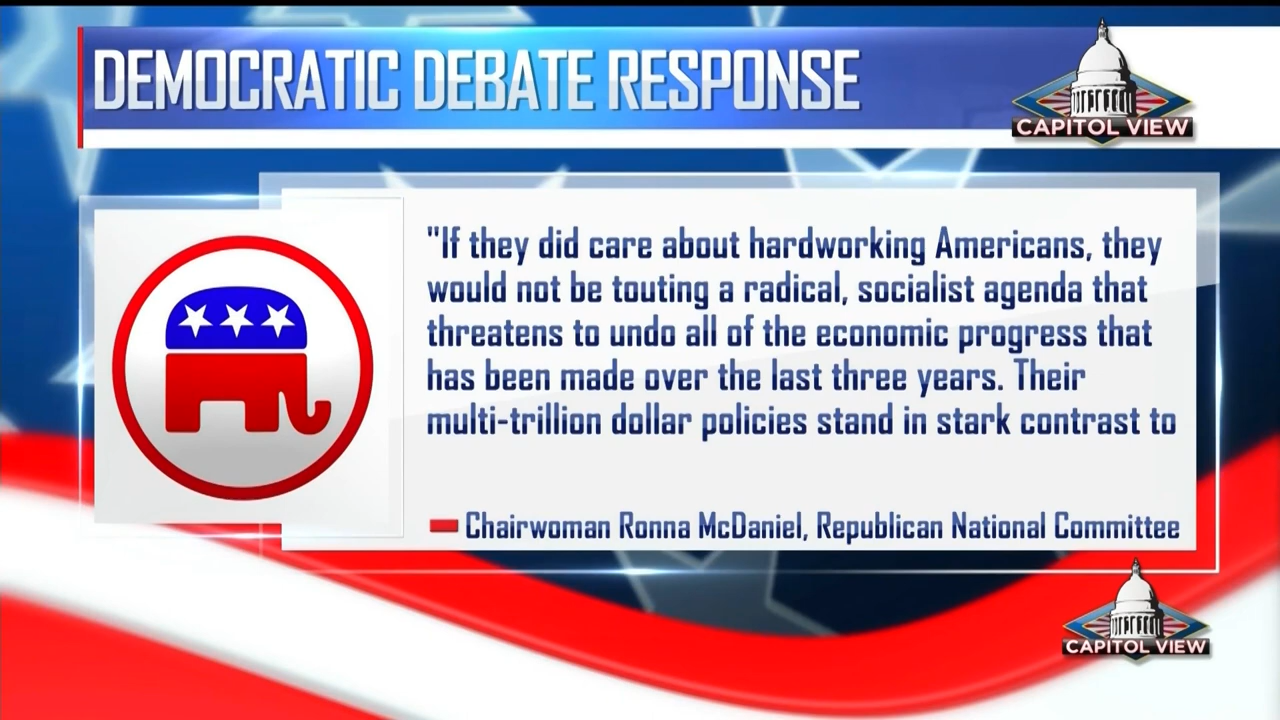 DEMOCRATIC DEBATE RESPONSE
CAPITOL VIEW
"If they did care about hardworking Americans, they
would not be touting a radical, socialist agenda that
threatens to undo all of the economic progress that
has been made over the last three years. Their
multi-trillion dollar policies stand in stark contrast to
Chairwoman Ronna McDaniel, Republican National Committee
CAPITOL VIEW